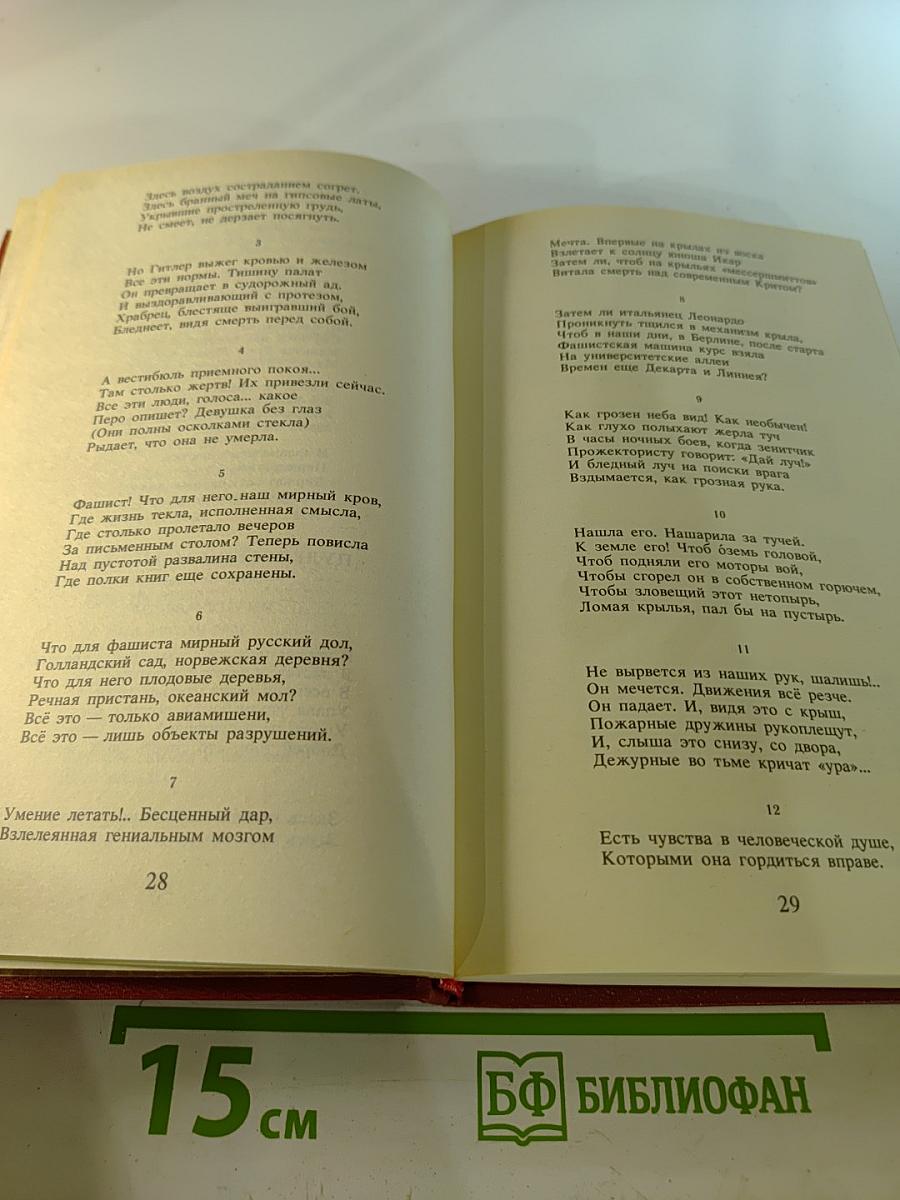 Здесь воздух состраданием согрет,
Здесь бранный меч на гипсовые латы,
Укрывшие простреленную грудь,
Не смеет, не дерзает посягнуть.
3
Но Гитлер выжег кровью и железом
Все эти нормы. Тишину палат
Он превращает в судорожный ад.
И выздоравливающий с протезом,
Храбрец, блестяще выигравший бой,
Бледнеет, видя смерть перед собой.
4
А вестибюль приемного покоя...
Там столько жертв! Их привезли сейчас.
Все эти люди, голоса... какое
Перо опишет? Девушка без глаз
(Они полны осколками стекла)
Рыдает, что она не умерла.
5
Фашист! Что для него наш мирный кров,
Где жизнь текла, исполненная смысла,
Где столько пролетало вечеров
За письменным столом? Теперь повисла
Над пустотой развалина стены,
Где полки книг еще сохранены.
6
Что для фашиста мирный русский дол,
Голландский сад, норвежская деревня?
Что для него плодовые деревья,
Речная пристань, океанский мол?
Всё это — только авиамишени,
Всё это — лишь объекты разрушений.
7
Умение летать!.. Бесценный дар,
Взлелеянная гениальным мозгом
28
Мечта. Впервые на крыльях из воска
Взлетает к солнцу юноша Икар
Затем ли, чтоб на крыльях «мессершмиттов»
Витала смерть над современным Критом?
8
Затем ли итальянец Леонардо
Проникнуть тщился в механизм крыла,
Чтоб в наши дни, в Берлине, после старта
Фашистская машина курс взяла
На университетские аллеи
Времен еще Декарта и Линнея?
9
Как грозен неба вид! Как необычен!
Как глухо полыхают жерла туч
В часы ночных боев, когда зенитчик
Прожектористу говорит: «Дай луч!»
И бледный луч на поиски врага
Вздымается, как грозная рука.
10
Нашла его. Нашарила за тучей.
К земле его! Чтоб о́земь головой,
Чтоб подняли его моторы вой,
Чтобы сгорел он в собственном горючем,
Чтобы зловещий этот нетопырь,
Ломая крылья, пал бы на пустырь.
11
Не вырвется из наших рук, шалишь!..
Он мечется. Движения всё резче.
Он падает. И, видя это с крыш,
Пожарные дружины рукоплещут,
И, слыша это снизу, со двора,
Дежурные во тьме кричат «ура»...
12
Есть чувства в человеческой душе,
Которыми она гордиться вправе.
29
15 см
БФ БИБЛИОФАН